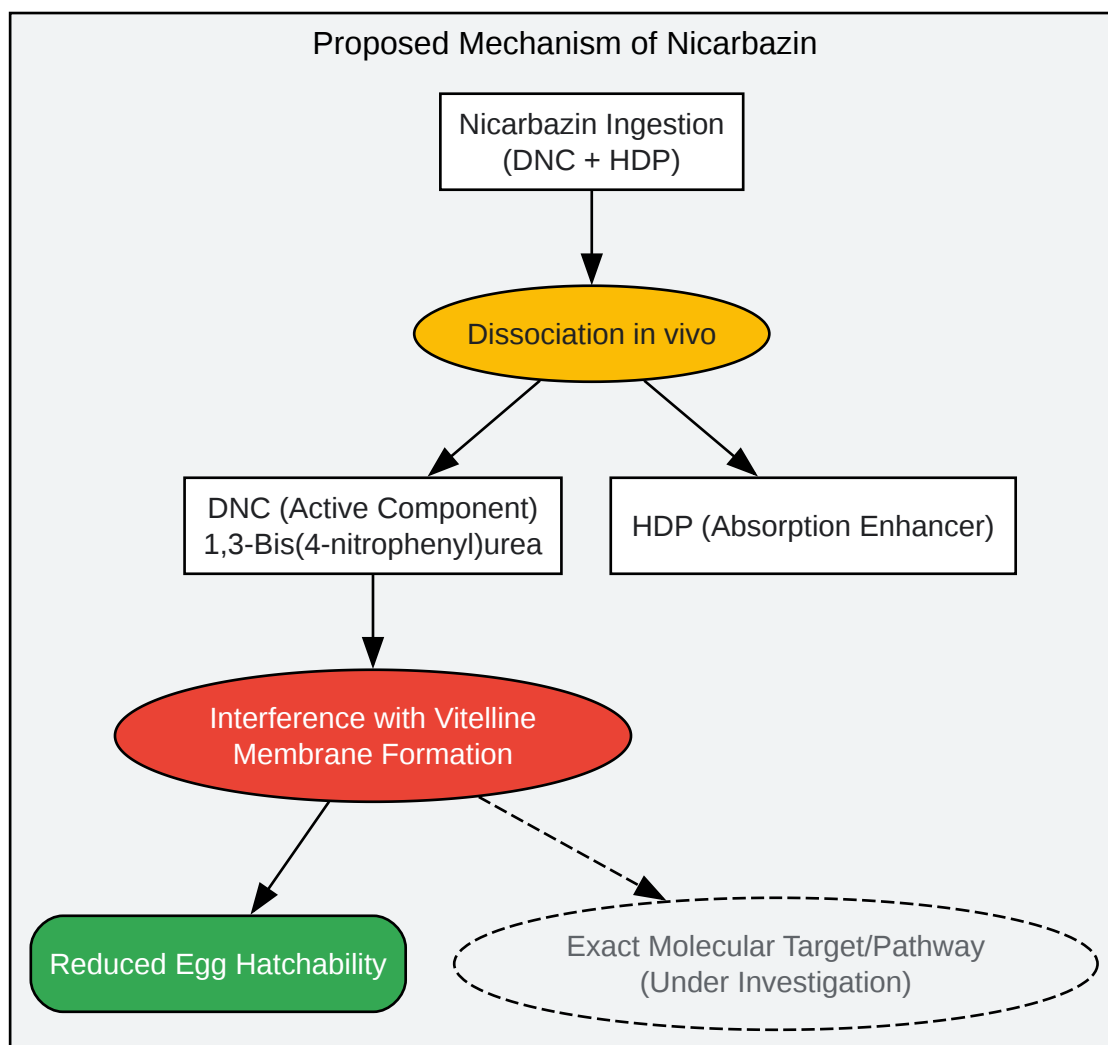 Proposed Mechanism of Nicarbazin
Nicarbazin Ingestion
(DNC + HDP)
Dissociation in vivo
DNC (Active Component)
1,3-Bis(4-nitrophenyl)urea
HDP (Absorption Enhancer)
Interference with Vitelline
Membrane Formation
Reduced Egg Hatchability
Exact Molecular Target/Pathway
(Under Investigation)